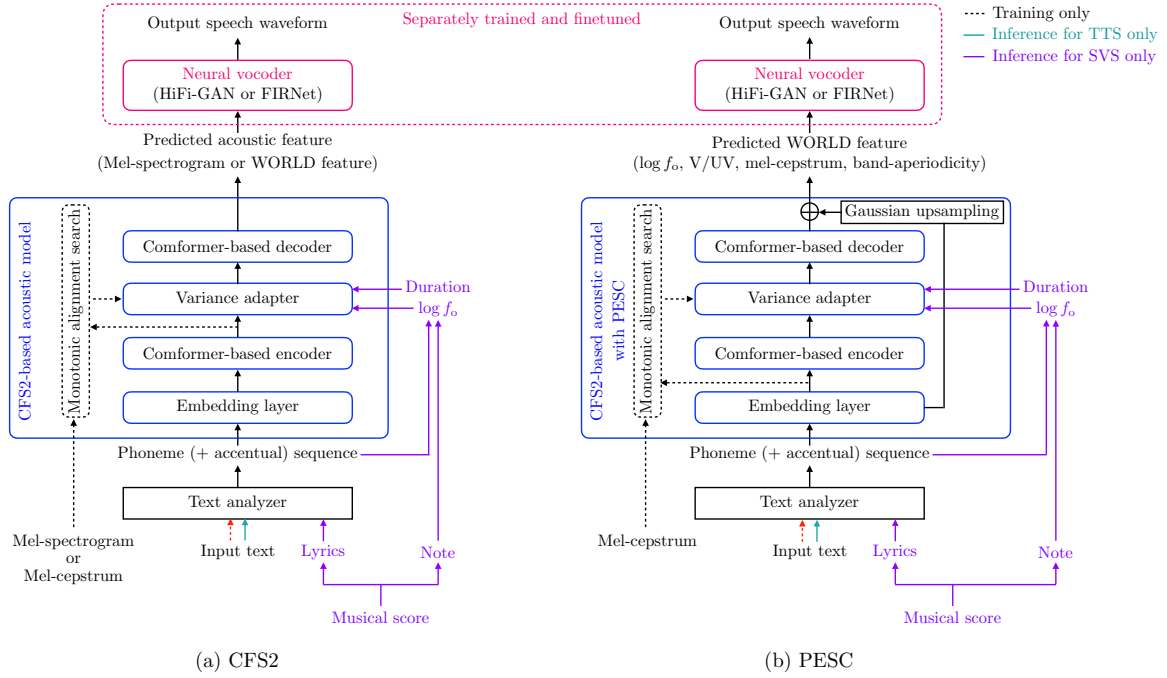 Output speech waveform
Separately trained and finetuned
Output speech waveform
Training only
Inference for TTS only
Inference for SVS only
Neural vocoder
(HiFi-GAN or FIRNet)
Neural vocoder
(HiFi-GAN or FIRNet)
Predicted acoustic feature
(Mel-spectrogram or WORLD feature)
Predicted WORLD feature
(log fₒ, V/UV, mel-cepstrum, band-aperiodicity)
CFS2-based acoustic model
Monotonic alignment search
Comformer-based decoder
Variance adapter
Comformer-based encoder
Embedding layer
Duration
log fₒ
Phoneme (+ accentual) sequence
Text analyzer
Mel-spectrogram
or
Mel-cepstrum
Input text
Lyrics
Note
Musical score
(a) CFS2
CFS2-based acoustic model
with PESC
Monotonic alignment search
Gaussian upsampling
Comformer-based decoder
Variance adapter
Comformer-based encoder
Embedding layer
Duration
log fₒ
Phoneme (+ accentual) sequence
Text analyzer
Mel-cepstrum
Input text
Lyrics
Note
Musical score
(b) PESC